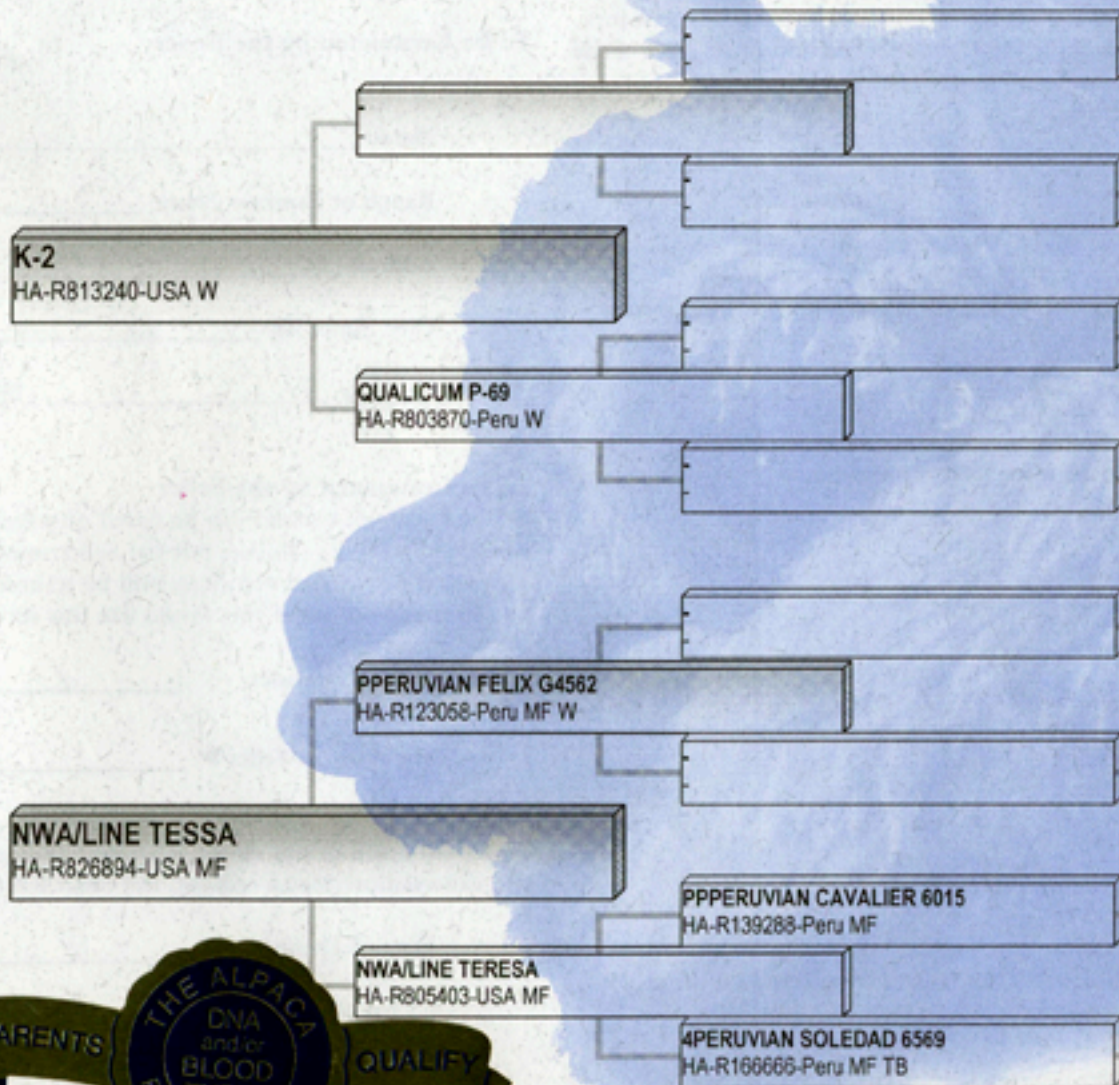 K-2
HA-R813240-USA W
QUALICUM P-69
HA-R803870-Peru W
PPERUVIAN FELIX G4562
HA-R123058-Peru MF W
NWA/LINE TESSA
HA-R826894-USA MF
PPPERUVIAN CAVALIER 6015
HA-R139288-Peru MF
NWA/LINE TERESA
HA-R805403-USA MF
4PERUVIAN SOLEDAD 6569
HA-R166666-Peru MF TB
THE ALPACA
DNA
and/or
BLOOD
ARENTS
QUALIFY